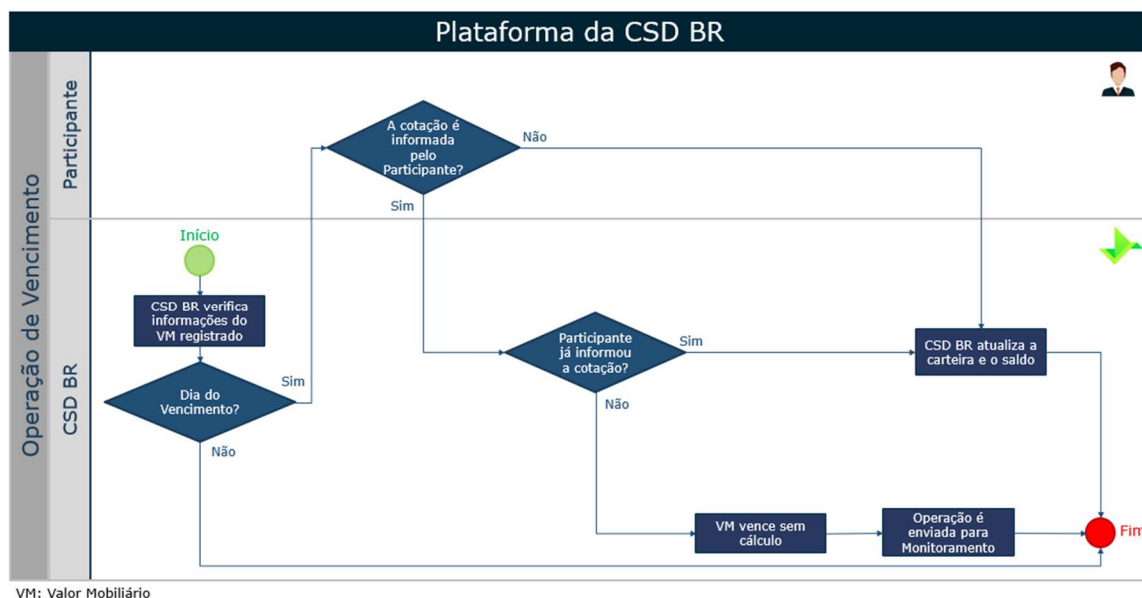 Plataforma da CSD BR
Operação de Vencimento
Participante
A cotação é
informada
pelo
Participante?
Não
Sim
CSD BR
Início
CSD BR verifica
informações do
VM registrado
Dia do
Vencimento?
Sim
Não
Participante
já informou
a cotação?
Sim
Não
CSD BR atualiza a
carteira e o saldo
VM vence sem
cálculo
Operação é
enviada para
Monitoramento
Fim
VM: Valor Mobiliário